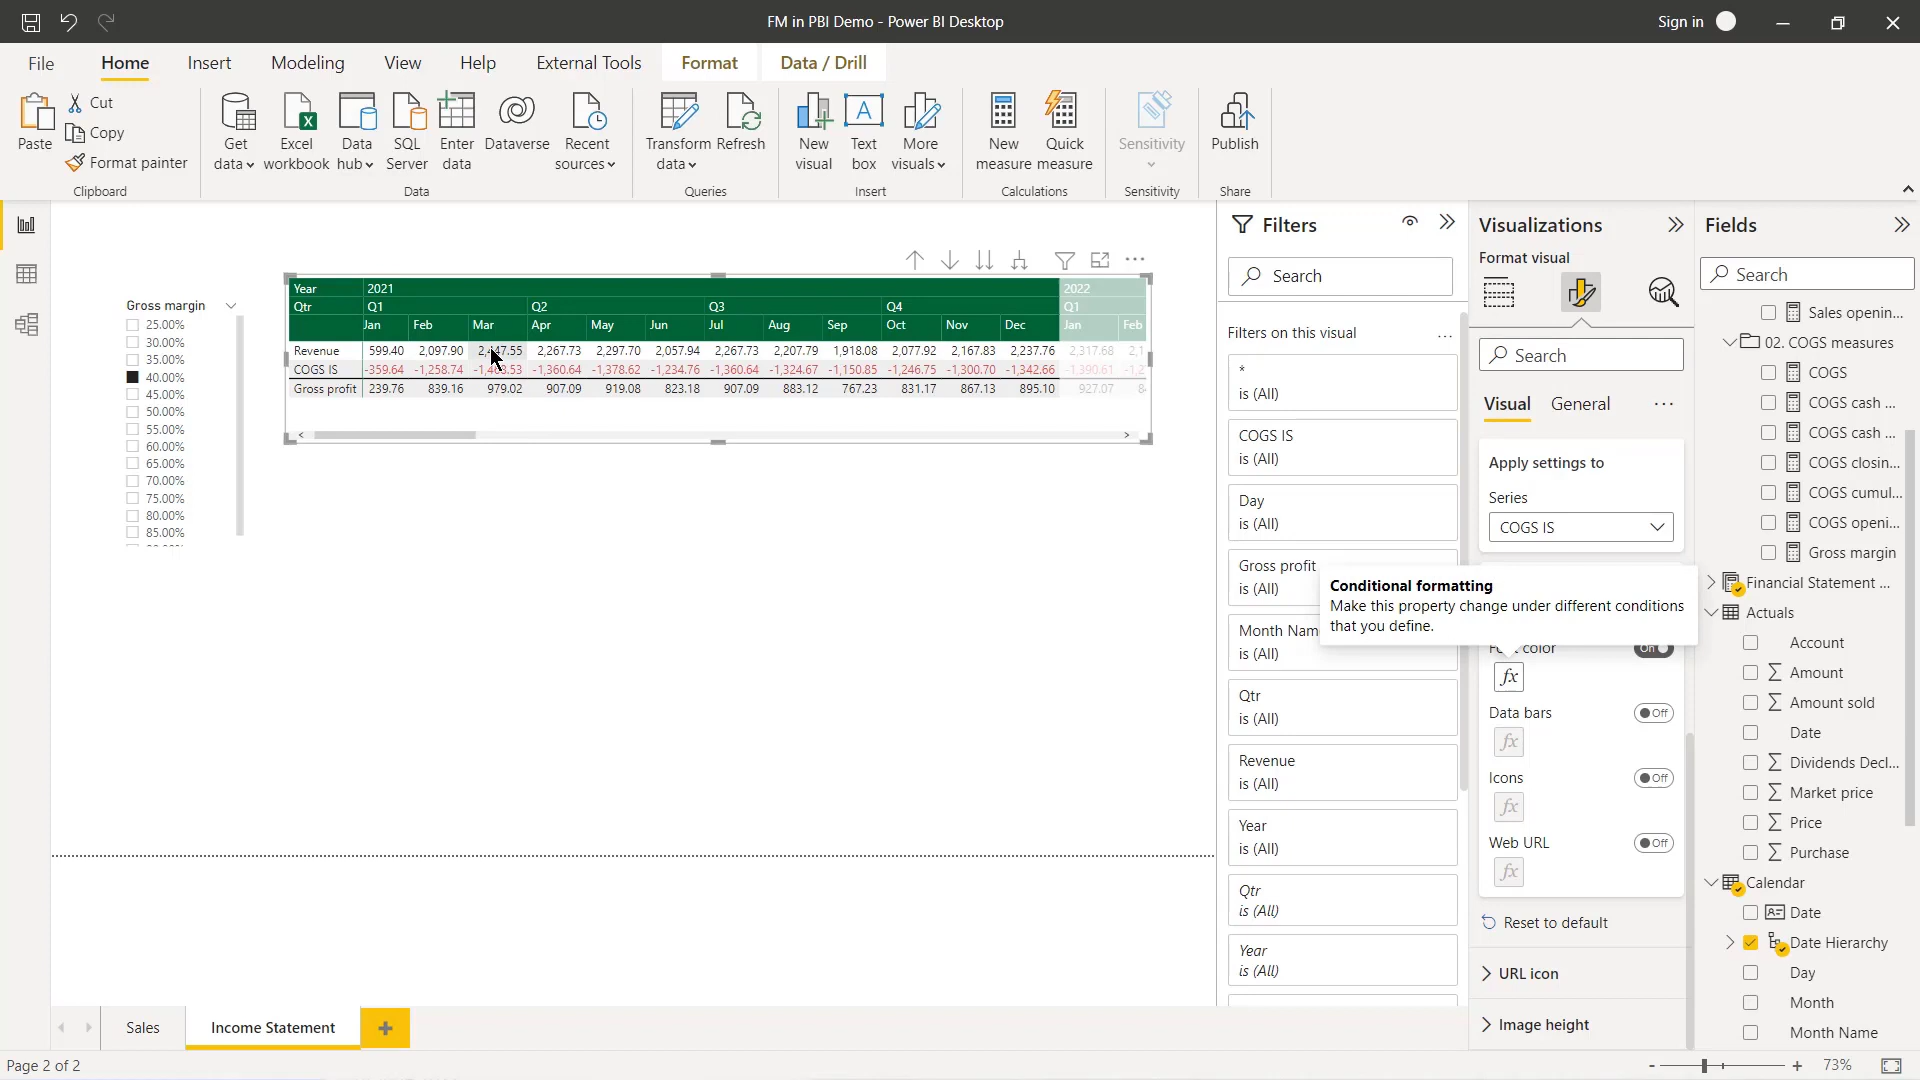 FM in PBI Demo - Power BI Desktop
Sign in
File
Home
Insert
Modeling
View
Help
External Tools
Format
Data / Drill
Paste
Cut
Copy
Format painter
Clipboard
Get data
Excel workbook
Data hub
SQL Server
Enter data
Dataverse
Recent sources
Data
Transform data
Refresh
Queries
New visual
Text box
More visuals
Insert
New measure
Quick measure
Calculations
Sensitivity
Sensitivity
Publish
Share
Gross margin
25.00%
30.00%
35.00%
40.00%
45.00%
50.00%
55.00%
60.00%
65.00%
70.00%
75.00%
80.00%
85.00%
Year 2021 2022
Qtr Q1 Q2 Q3 Q4 Q1
Jan Feb Mar Apr May Jun Jul Aug Sep Oct Nov Dec Jan Feb
Revenue 599.40 2,097.90 2,447.55 2,267.73 2,297.70 2,057.94 2,267.73 2,207.79 1,918.08 2,077.92 2,167.83 2,237.76 2,317.68
COGS IS -359.64 -1,258.74 -1,468.53 -1,360.64 -1,378.62 -1,234.76 -1,360.64 -1,324.67 -1,150.85 -1,246.75 -1,300.70 -1,342.66 -1,390.61
Gross profit 239.76 839.16 979.02 907.09 919.08 823.18 907.09 883.12 767.23 831.17 867.13 895.10 927.07
Filters
Search
Filters on this visual
*
is (All)
COGS IS
is (All)
Day
is (All)
Gross profit
is (All)
Month Nam
is (All)
Qtr
is (All)
Revenue
is (All)
Year
is (All)
Qtr
is (All)
Year
is (All)
Visualizations
Format visual
Search
Visual
General
Apply settings to
Series
COGS IS
Conditional formatting
Make this property change under different conditions
that you define.
color
On
fx
Data bars
Off
fx
Icons
Off
fx
Web URL
Off
fx
Reset to default
URL icon
Image height
Fields
Search
Sales openin...
02. COGS measures
COGS
COGS cash ...
COGS cash ...
COGS closin...
COGS cumul...
COGS openi...
Gross margin
Financial Statement ...
Actuals
Account
Amount
Amount sold
Date
Dividends Decl...
Market price
Price
Purchase
Calendar
Date
Date Hierarchy
Day
Month
Month Name
Sales
Income Statement
Page 2 of 2
73%